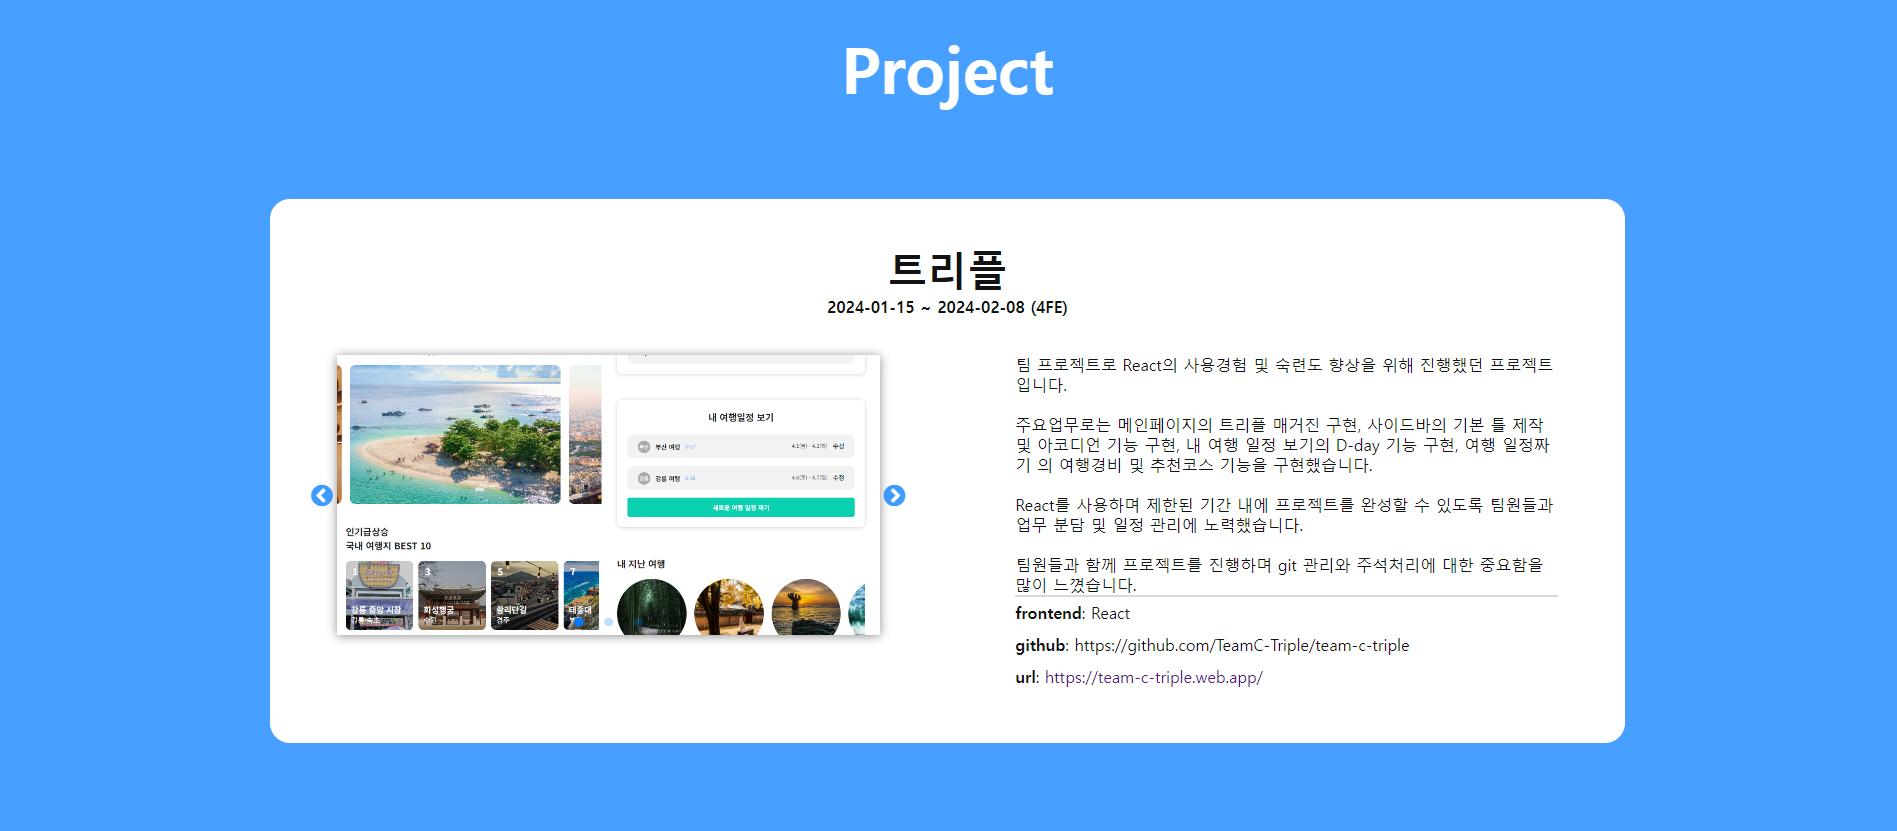 Project
트리플
2024-01-15 ~ 2024-02-08 (4FE)
인기급상승
국내 여행지 BEST 10
1
강릉 중앙 시장
강릉 속초
3
화성행궁
수원
5
황리단길
경주
7
태종대
내 여행일정 보기
부산 여행
4.1(월) - 4.2(화) 수정
강릉 여행
4.6(토) - 4.7(일) 수정
새로운 여행 일정 짜기
내 지난 여행
팀 프로젝트로 React의 사용경험 및 숙련도 향상을 위해 진행했던 프로젝트
입니다.
주요업무로는 메인페이지의 트리플 매거진 구현, 사이드바의 기본 틀 제작
및 아코디언 기능 구현, 내 여행 일정 보기의 D-day 기능 구현, 여행 일정짜
기 의 여행경비 및 추천코스 기능을 구현했습니다.
React를 사용하며 제한된 기간 내에 프로젝트를 완성할 수 있도록 팀원들과
업무 분담 및 일정 관리에 노력했습니다.
팀원들과 함께 프로젝트를 진행하며 git 관리와 주석처리에 대한 중요함을
많이 느꼈습니다.
frontend: React
github: https://github.com/TeamC-Triple/team-c-triple
url: https://team-c-triple.web.app/